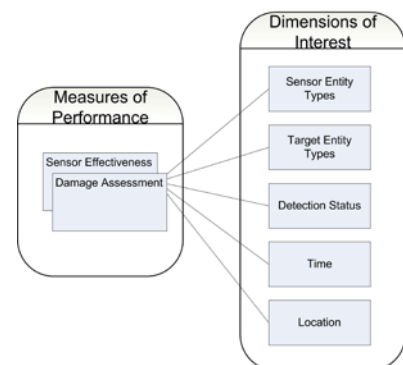 Measures of
Performance
Sensor Effectiveness
Damage Assessment
Dimensions of
Interest
Sensor Entity
Types
Target Entity
Types
Detection Status
Time
Location